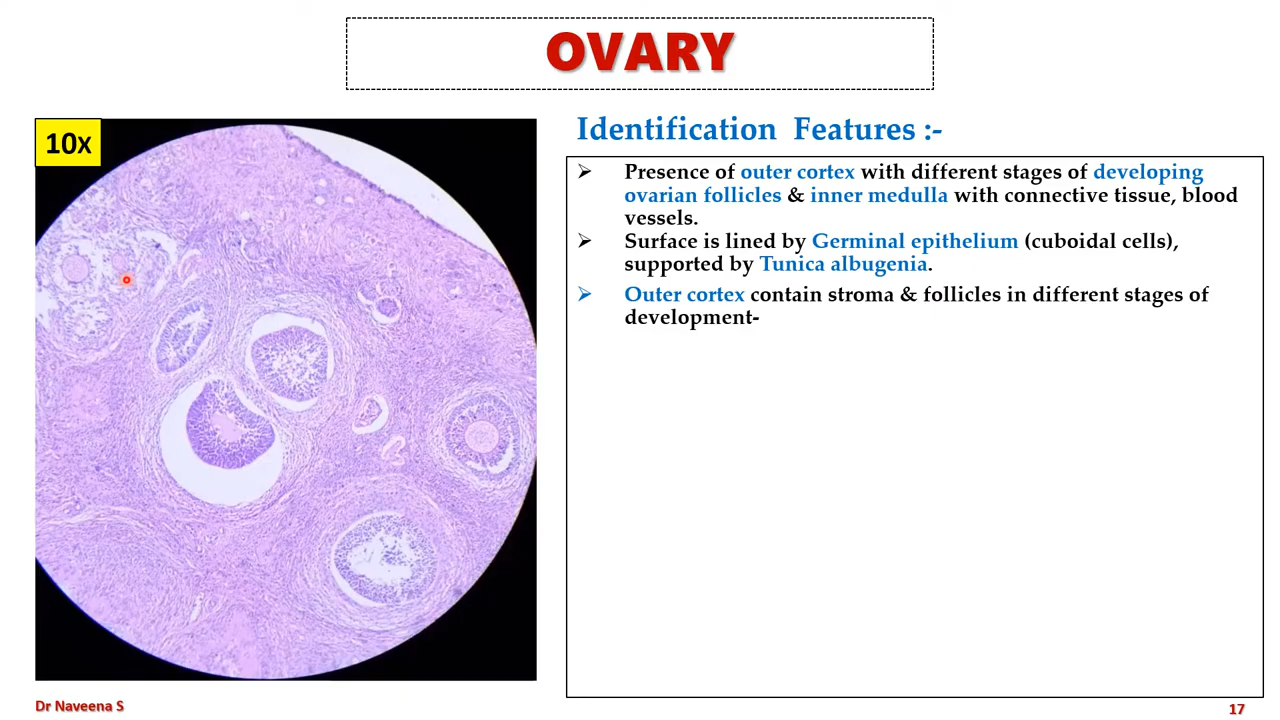 OVARY
10x
Identification Features :-
➢ Presence of outer cortex with different stages of developing
ovarian follicles & inner medulla with connective tissue, blood
vessels.
➢ Surface is lined by Germinal epithelium (cuboidal cells),
supported by Tunica albugenia.
➢ Outer cortex contain stroma & follicles in different stages of
development-
Dr Naveena S
17